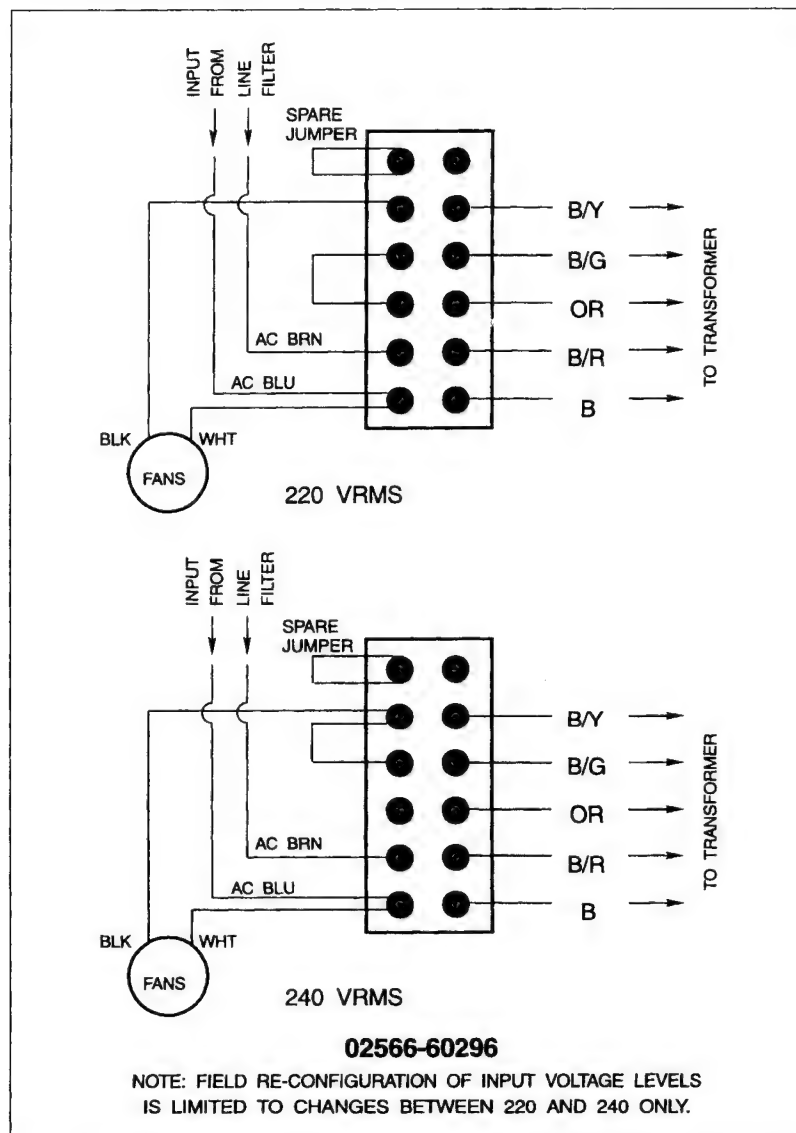 INPUT
FROM
LINE
FILTER
SPARE
JUMPER
B/Y
B/G
OR
AC BRN
B/R
AC BLU
B
TO TRANSFORMER
BLK
WHT
FANS
220 VRMS
INPUT
FROM
LINE
FILTER
SPARE
JUMPER
B/Y
B/G
OR
AC BRN
B/R
AC BLU
B
TO TRANSFORMER
BLK
WHT
FANS
240 VRMS
02566-60296
NOTE: FIELD RE-CONFIGURATION OF INPUT VOLTAGE LEVELS
IS LIMITED TO CHANGES BETWEEN 220 AND 240 ONLY.